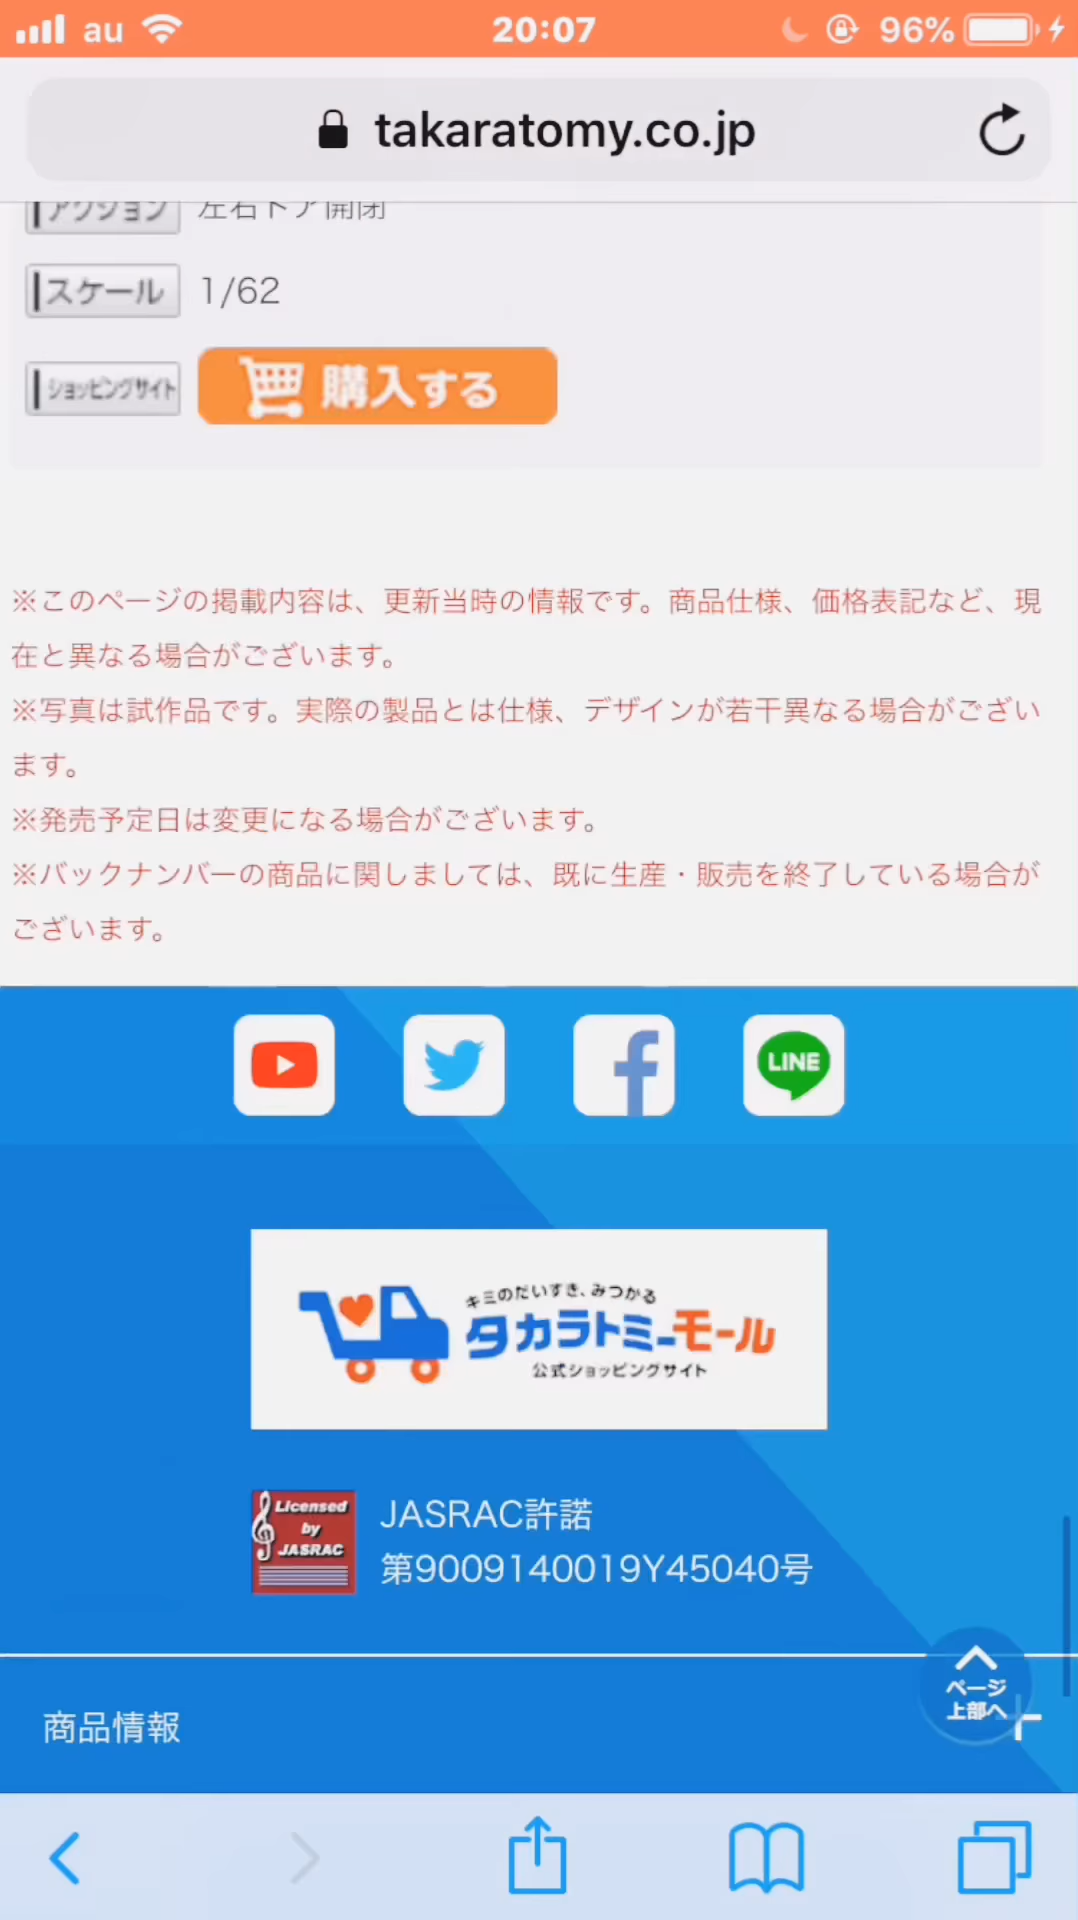 au 20:07 96%
takaratomy.co.jp
アクション 左右ドア開閉
スケール 1/62
ショッピングサイト 購入する
※このページの掲載内容は、更新当時の情報です。商品仕様、価格表記など、現
在と異なる場合がございます。
※写真は試作品です。実際の製品とは仕様、デザインが若干異なる場合がござい
ます。
※発売予定日は変更になる場合がございます。
※バックナンバーの商品に関しましては、既に生産・販売を終了している場合が
ございます。
LINE
キミのだいすき、みつかる
タカラトミーモール
公式ショッピングサイト
Licensed
by
JASRAC
JASRAC許諾
第9009140019Y45040号
ページ
上部へ
商品情報